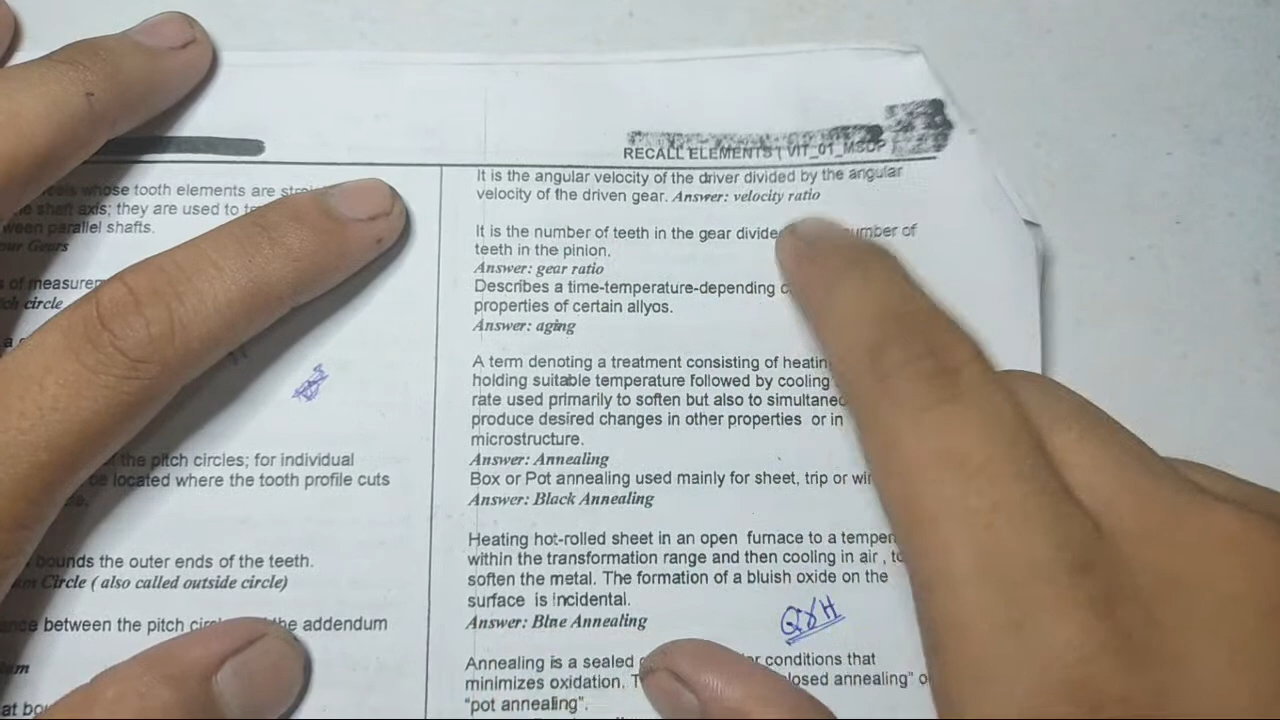 RECALL ELEMENTS ( VIT_01_MSDP )
whose tooth elements are
shaft axis; they are used to
parallel shafts.
Gears
of measurem
circle
the pitch circles; for individual
be located where the tooth profile cuts
bounds the outer ends of the teeth.
Circle ( also called outside circle)
between the pitch the addendum
at
It is the angular velocity of the driver divided by the angular
velocity of the driven gear. Answer: velocity ratio
It is the number of teeth in the gear divide umber of
teeth in the pinion.
Answer: gear ratio
Describes a time-temperature-depending
properties of certain allyos.
Answer: aging
A term denoting a treatment consisting of heatin
holding suitable temperature followed by cooling
rate used primarily to soften but also to simultaneo
produce desired changes in other properties or in
microstructure.
Answer: Annealing
Box or Pot annealing used mainly for sheet, trip or wir
Answer: Black Annealing
Heating hot-rolled sheet in an open furnace to a temper
within the transformation range and then cooling in air , to
soften the metal. The formation of a bluish oxide on the
surface is incidental.
Answer: Blue Annealing
Annealing is a sealed conditions that
minimizes oxidation. losed annealing" o
"pot annealing".